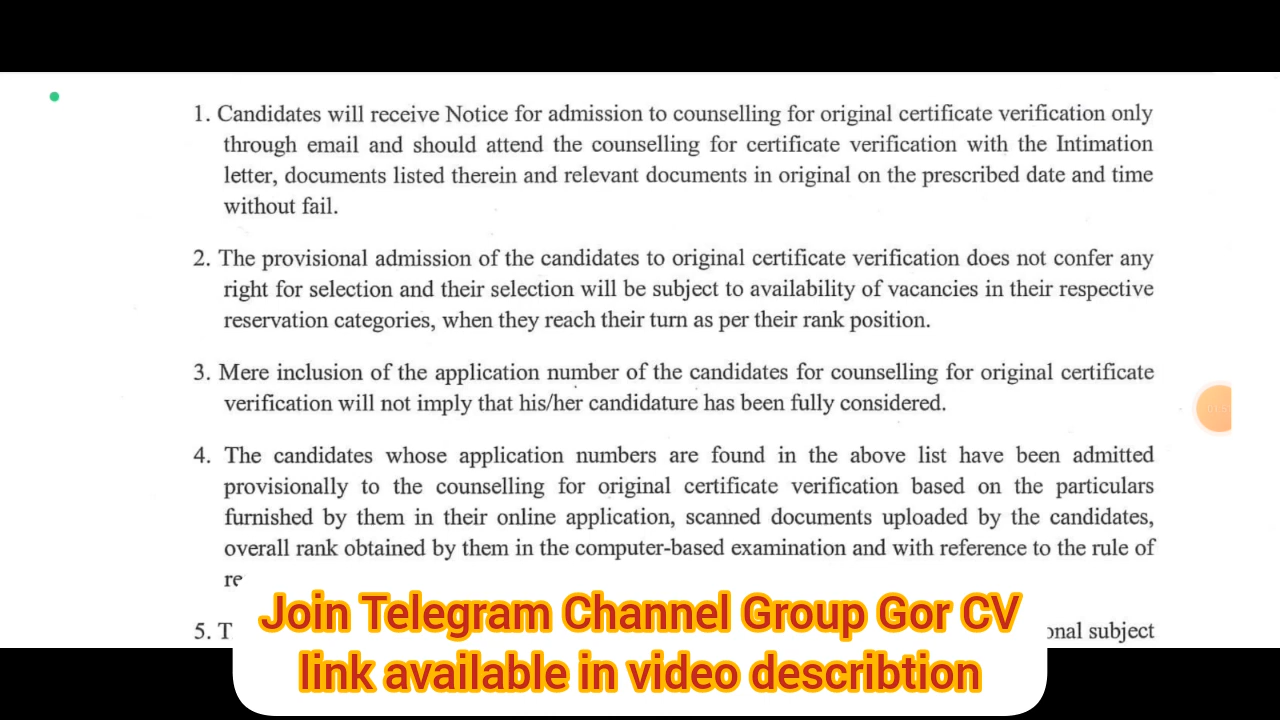 1. Candidates will receive Notice for admission to counselling for original certificate verification only
through email and should attend the counselling for certificate verification with the Intimation
letter, documents listed therein and relevant documents in original on the prescribed date and time
without fail.
2. The provisional admission of the candidates to original certificate verification does not confer any
right for selection and their selection will be subject to availability of vacancies in their respective
reservation categories, when they reach their turn as per their rank position.
3. Mere inclusion of the application number of the candidates for counselling for original certificate
verification will not imply that his/her candidature has been fully considered.
4. The candidates whose application numbers are found in the above list have been admitted
provisionally to the counselling for original certificate verification based on the particulars
furnished by them in their online application, scanned documents uploaded by the candidates,
overall rank obtained by them in the computer-based examination and with reference to the rule of
5. subject
Join Telegram Channel Group Gor CV
link available in video describtion